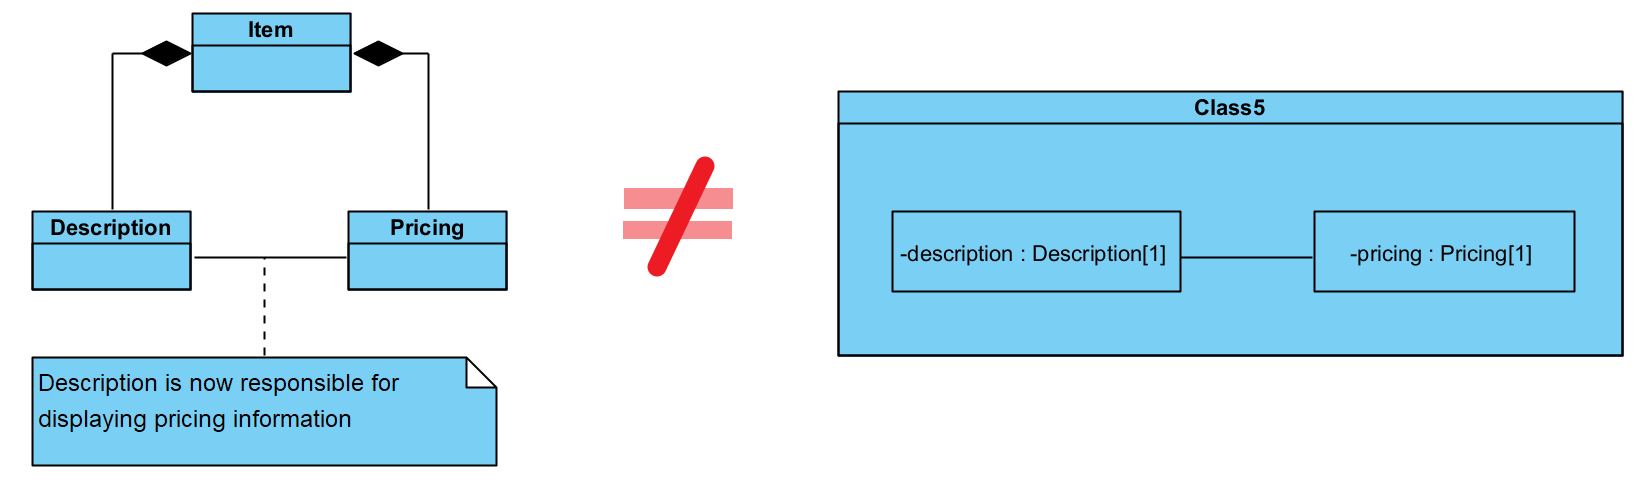 Item
Description
Pricing
Description is now responsible for
displaying pricing information
Class5
-description : Description[1]
-pricing : Pricing[1]